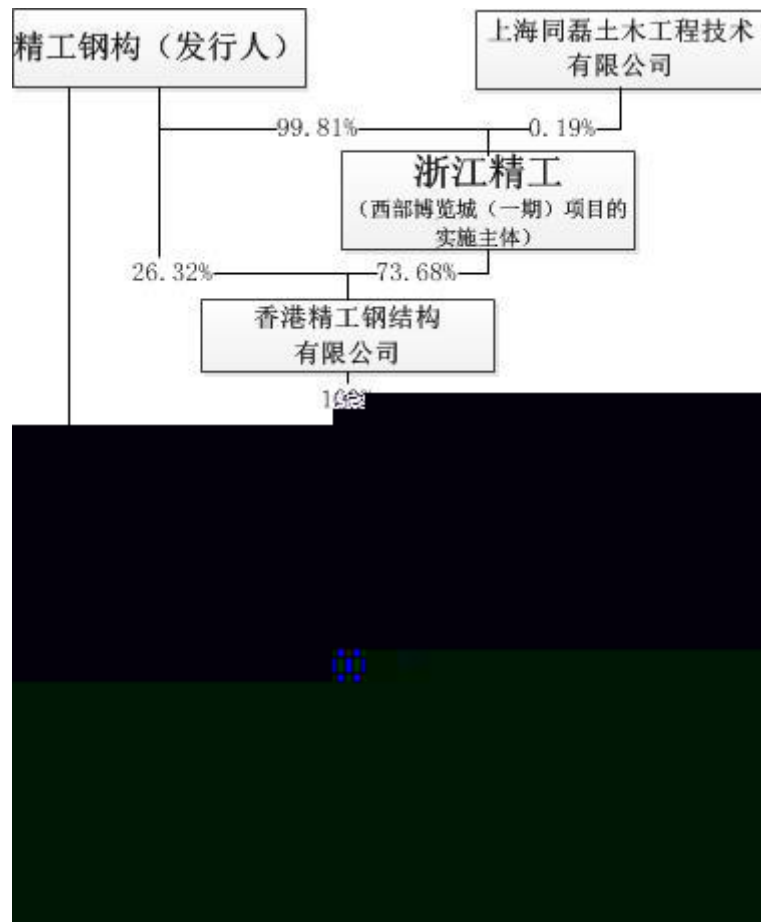 精工钢构（发行人）
上海同磊土木工程技术
有限公司
99.81%
0.19%
浙江精工
（西部博览城（一期）项目的
实施主体）
26.32%
73.68%
香港精工钢结构
有限公司